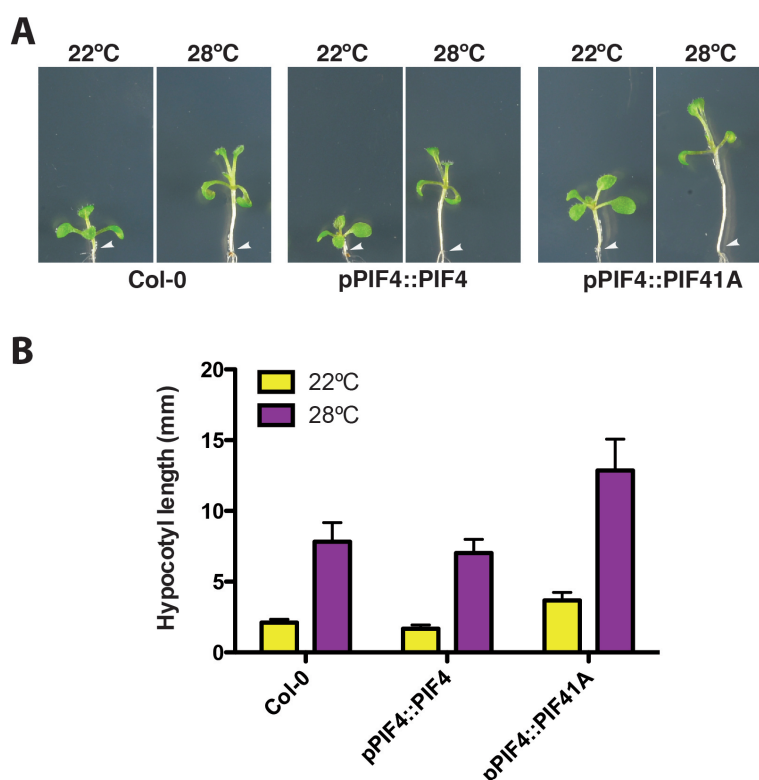 A
22ºC 28ºC 22ºC 28ºC 22ºC 28ºC
Col-0 pPIF4::PIF4 pPIF4::PIF41A
B
Hypocotyl length (mm)
20
15
10
5
0
22ºC
28ºC
Col-0
pPIF4::PIF4
pPIF4::PIF41A